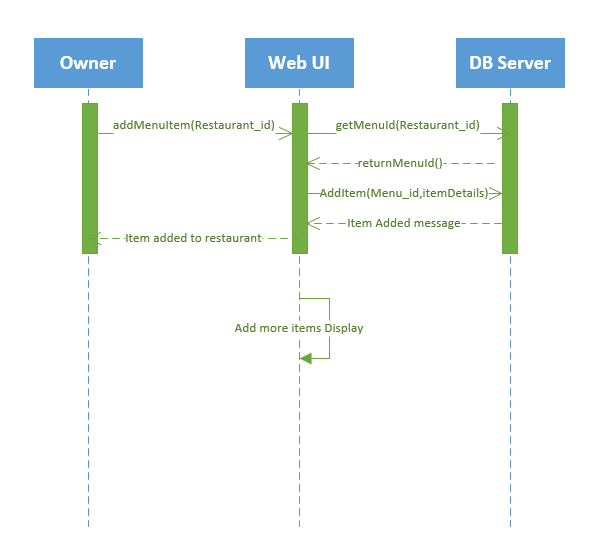 Owner
Web UI
DB Server
addMenuItem(Restaurant_id)
getMenuId(Restaurant_id)
returnMenuId()
AddItem(Menu_id,itemDetails)
Item Added message
Item added to restaurant
Add more items Display